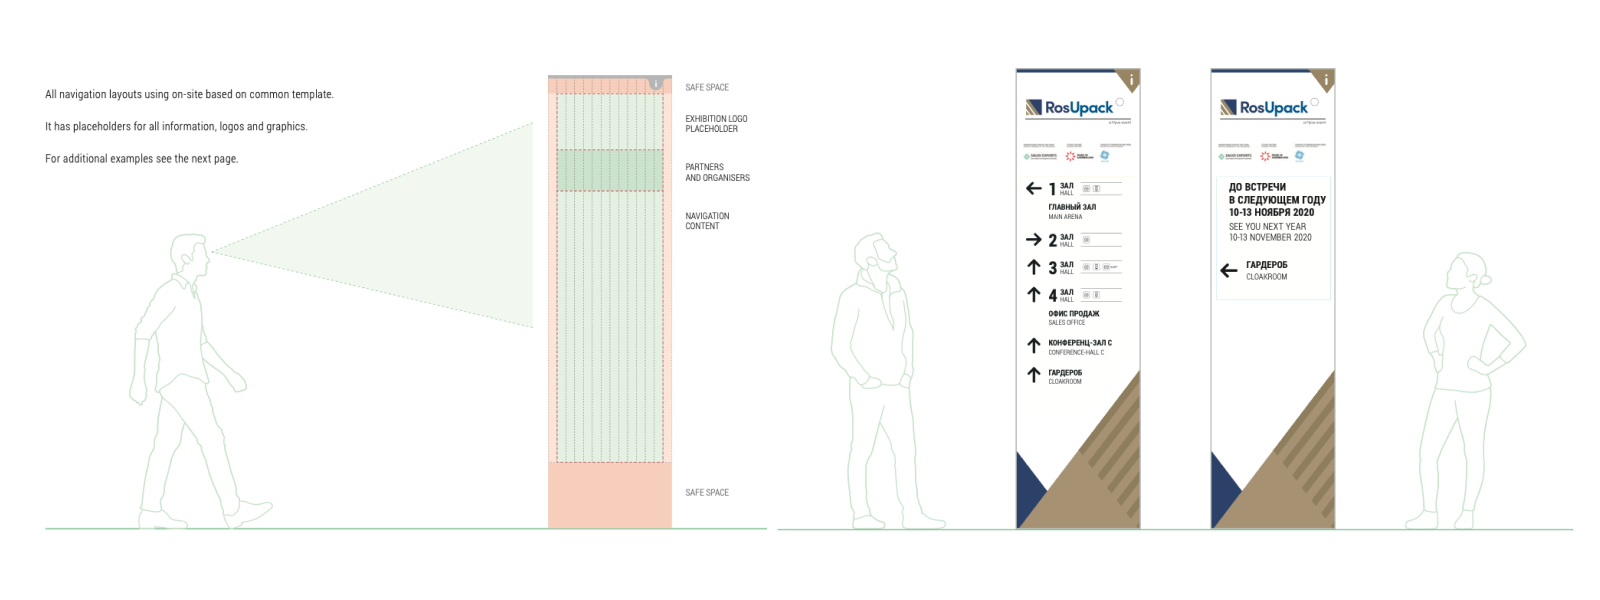 All navigation layouts using on-site based on common template.
It has placeholders for all information, logos and graphics.
For additional examples see the next page.
i
SAFE SPACE
EXHIBITION LOGO
PLACEHOLDER
PARTNERS
AND ORGANISERS
NAVIGATION
CONTENT
SAFE SPACE
i
RosUpack
1 ЗАЛ
HALL
ГЛАВНЫЙ ЗАЛ
MAIN ARENA
2 ЗАЛ
HALL
3 ЗАЛ
HALL
4 ЗАЛ
HALL
ОФИС ПРОДАЖ
SALES OFFICE
КОНФЕРЕНЦ-ЗАЛ С
CONFERENCE-HALL C
ГАРДЕРОБ
CLOAKROOM
i
RosUpack
ДО ВСТРЕЧИ
В СЛЕДУЮЩЕМ ГОДУ
10-13 НОЯБРЯ 2020
SEE YOU NEXT YEAR
10-13 NOVEMBER 2020
ГАРДЕРОБ
CLOAKROOM